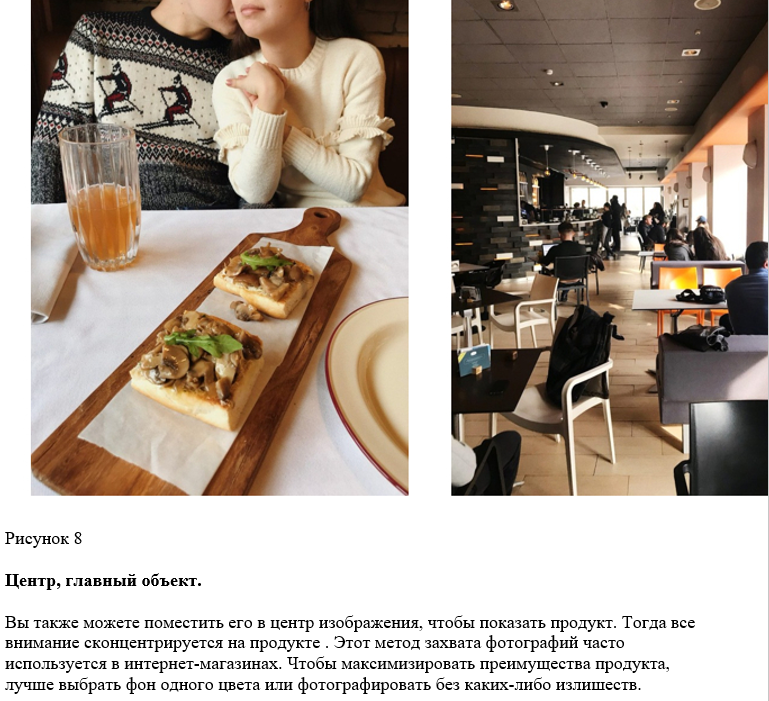 Рисунок 8
Центр, главный объект.
Вы также можете поместить его в центр изображения, чтобы показать продукт. Тогда все
внимание сконцентрируется на продукте . Этот метод захвата фотографий часто
используется в интернет-магазинах. Чтобы максимизировать преимущества продукта,
лучше выбрать фон одного цвета или фотографировать без каких-либо излишеств.